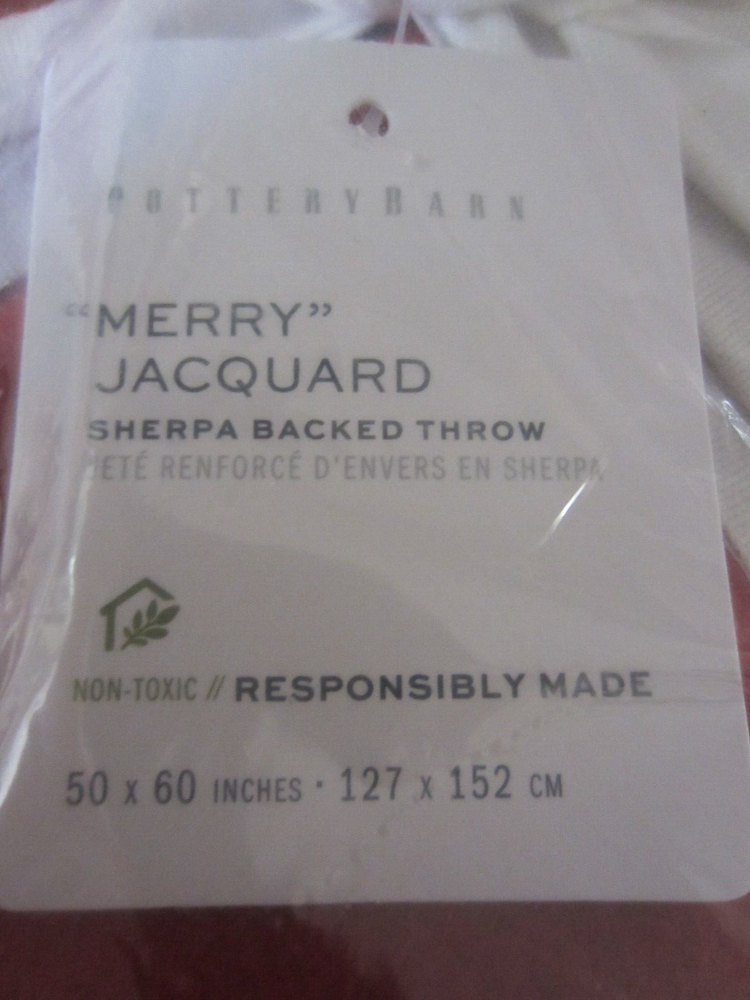 POTTERYBARN
“MERRY”
JACQUARD
SHERPA BACKED THROW
JETÉ RENFORCÉ D'ENVERS EN SHERPA
NON-TOXIC // RESPONSIBLY MADE
50 x 60 INCHES · 127 x 152 CM